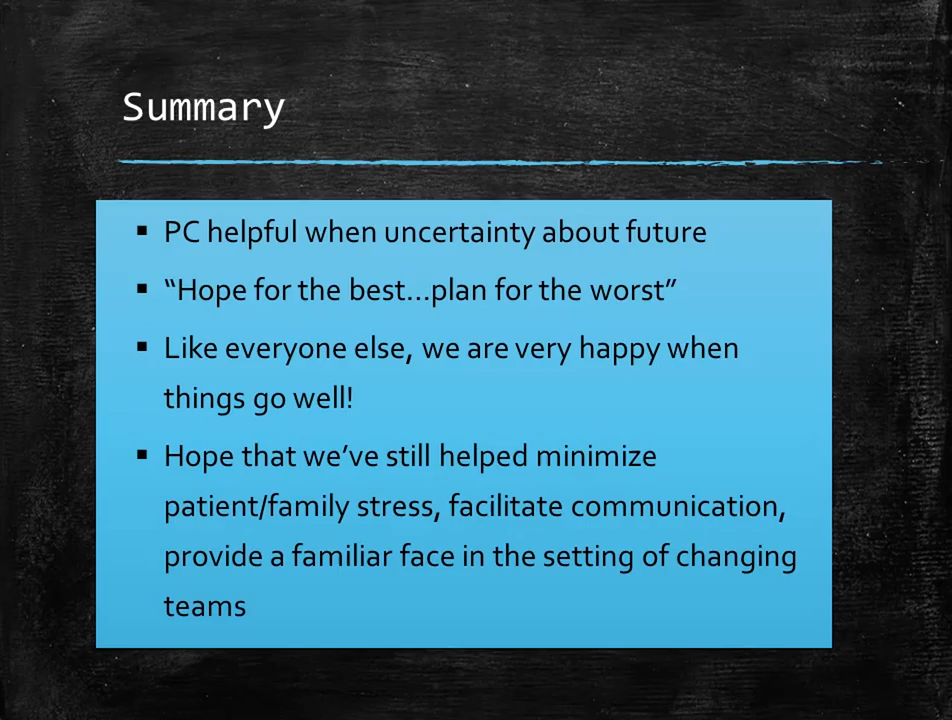 Summary
▪ PC helpful when uncertainty about future
▪ “Hope for the best…plan for the worst”
▪ Like everyone else, we are very happy when
things go well!
▪ Hope that we’ve still helped minimize
patient/family stress, facilitate communication,
provide a familiar face in the setting of changing
teams